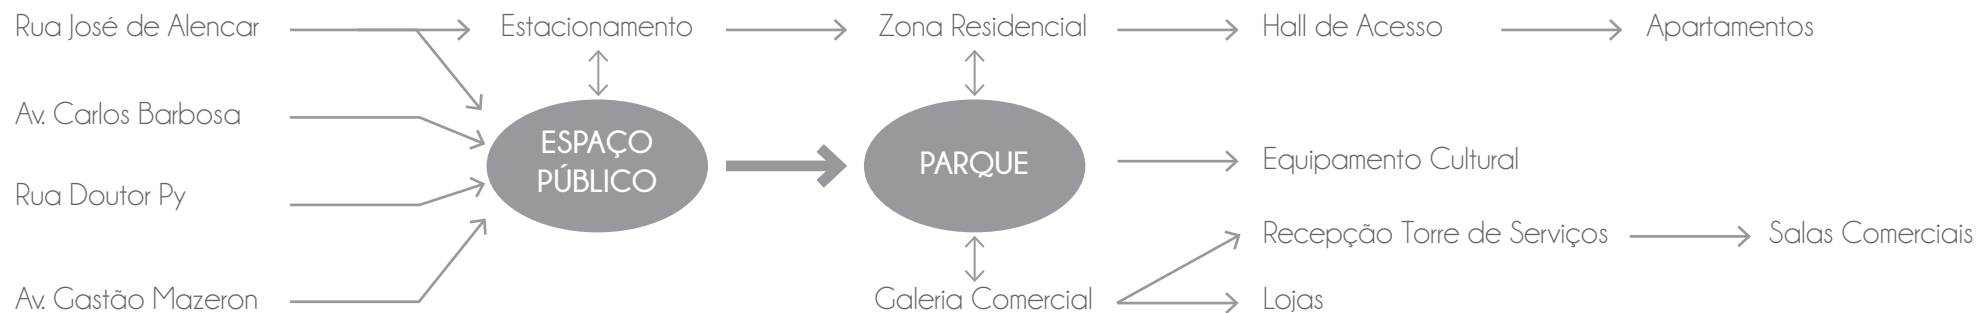 Rua José de Alencar
Estacionamento
Zona Residencial
Hall de Acesso
Apartamentos
Av. Carlos Barbosa
ESPAÇO
PÚBLICO
PARQUE
Equipamento Cultural
Rua Doutor Py
Recepção Torre de Serviços
Salas Comerciais
Av. Gastão Mazeron
Galeria Comercial
Lojas